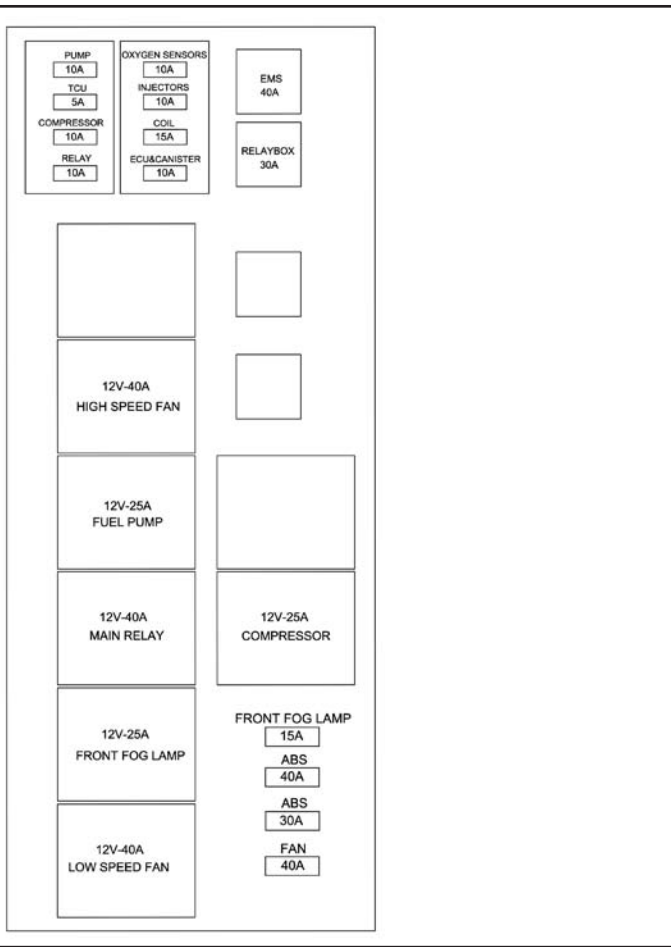 PUMP
10A
TCU
5A
COMPRESSOR
10A
RELAY
10A
OXYGEN SENSORS
10A
INJECTORS
10A
COIL
15A
ECU&CANISTER
10A
EMS
40A
RELAYBOX
30A
12V-40A
HIGH SPEED FAN
12V-25A
FUEL PUMP
12V-40A
MAIN RELAY
12V-25A
COMPRESSOR
12V-25A
FRONT FOG LAMP
12V-40A
LOW SPEED FAN
FRONT FOG LAMP
15A
ABS
40A
ABS
30A
FAN
40A